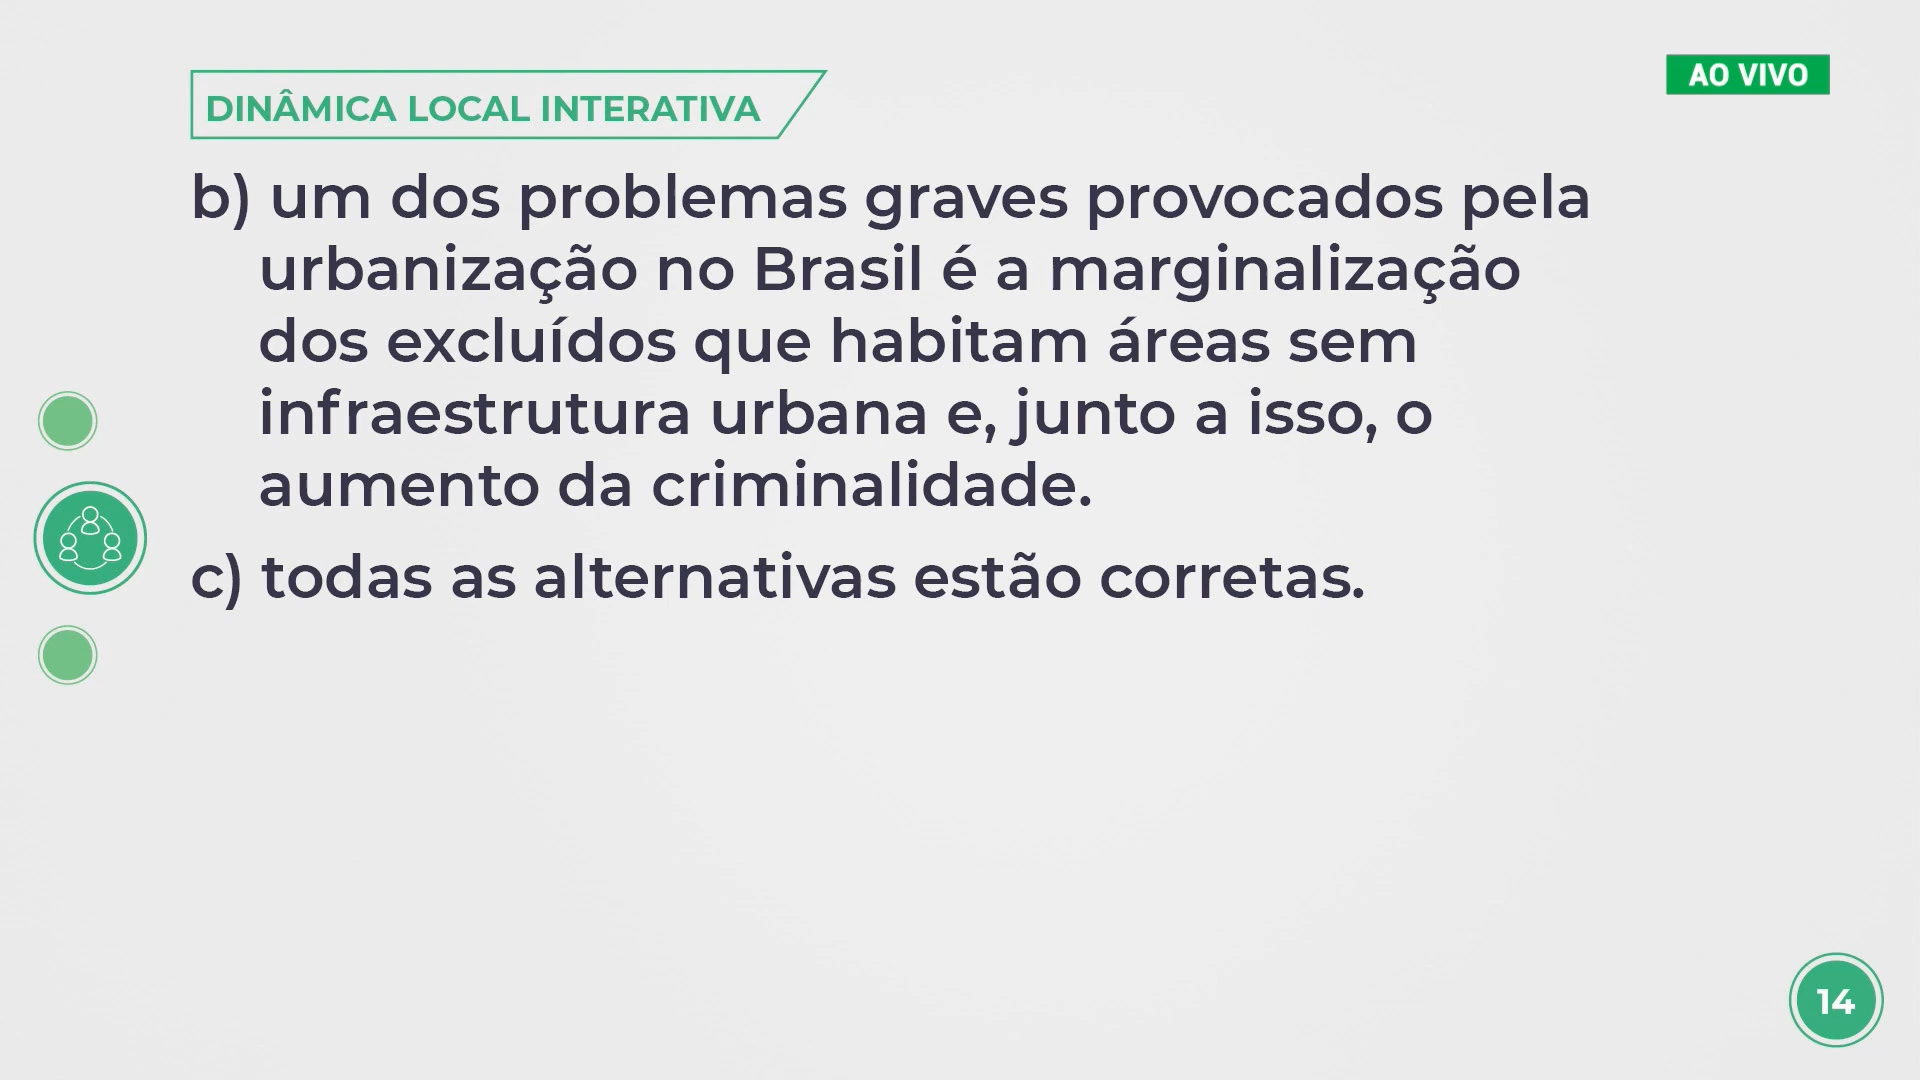 DINÂMICA LOCAL INTERATIVA
AO VIVO
b) um dos problemas graves provocados pela
urbanização no Brasil é a marginalização
dos excluídos que habitam áreas sem
infraestrutura urbana e, junto a isso, o
aumento da criminalidade.
c) todas as alternativas estão corretas.
14